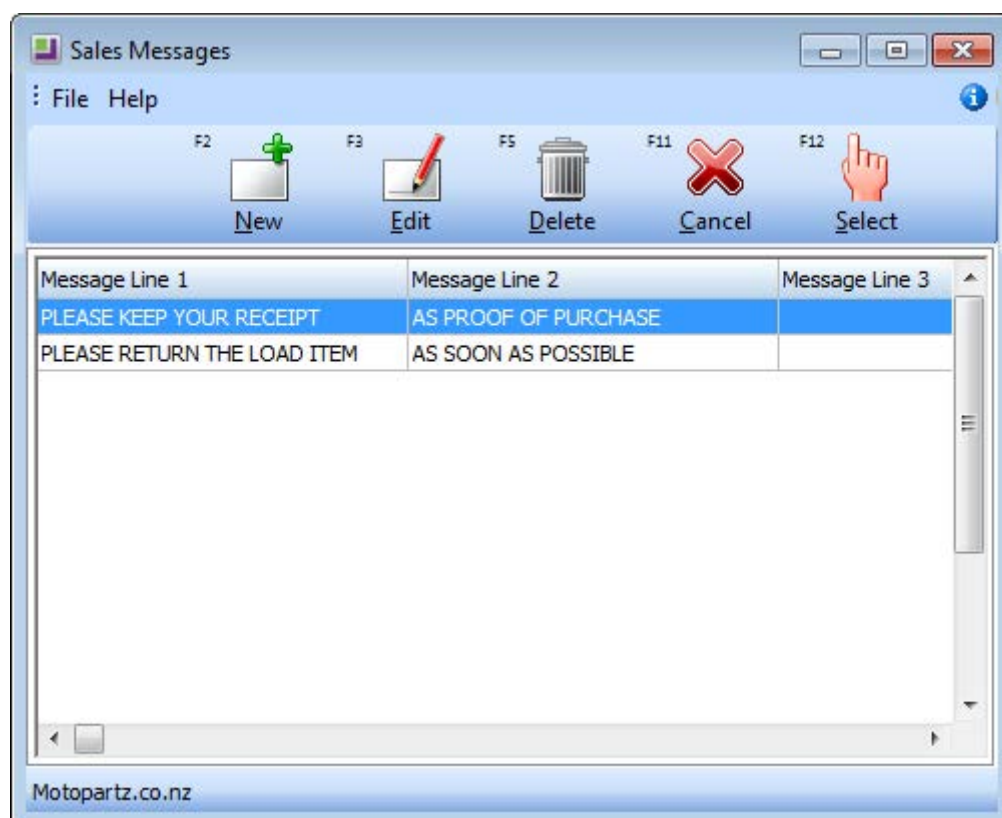 Sales Messages
File Help
F2 F3 F5 F11 F12
New Edit Delete Cancel Select
Message Line 1 Message Line 2 Message Line 3
PLEASE KEEP YOUR RECEIPT AS PROOF OF PURCHASE
PLEASE RETURN THE LOAD ITEM AS SOON AS POSSIBLE
Motopartz.co.nz